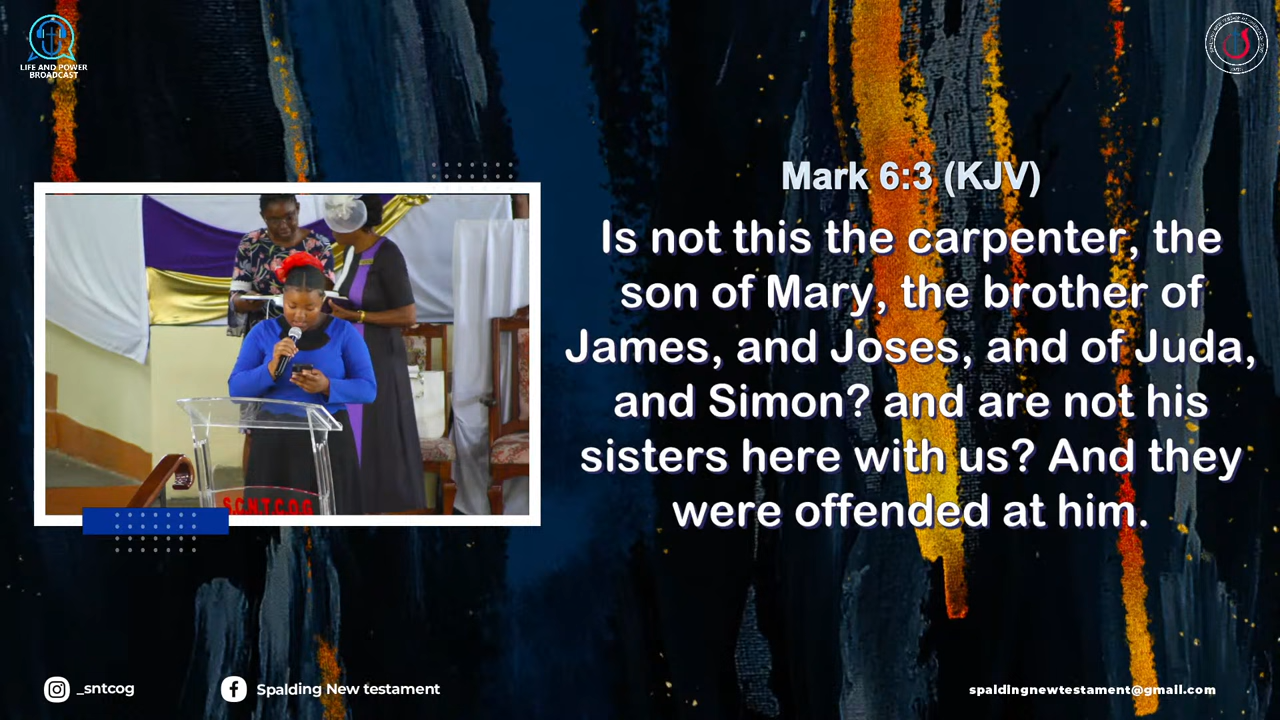 LIFE AND POWER
BROADCAST
Mark 6:3 (KJV)
Is not this the carpenter, the
son of Mary, the brother of
James, and Joses, and of Juda,
and Simon? and are not his
sisters here with us? And they
were offended at him.
S.C.N.T.C.O.G
_sntcog
Spalding New testament
spaldingnewtestament@gmail.com